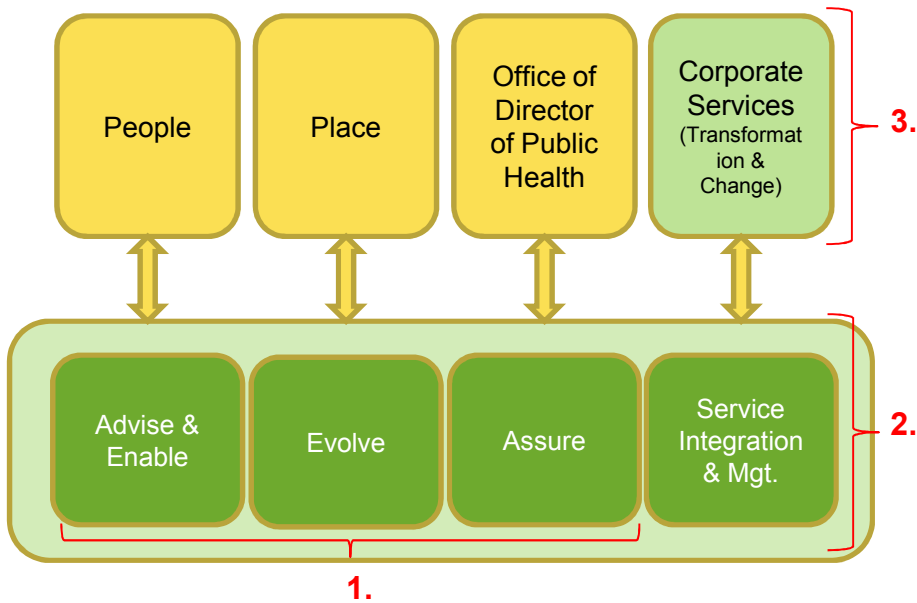 People
Place
Office of
Director
of Public
Health
Corporate
Services
(Transformat
ion &
Change)
3.
Advise &
Enable
Evolve
Assure
Service
Integration
& Mgt.
2.
1.